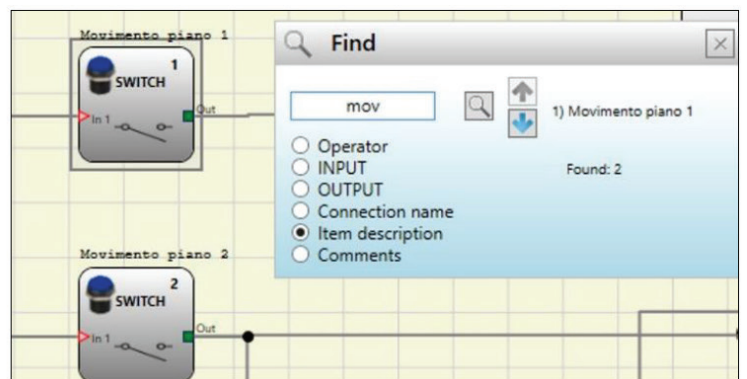 Movimento piano 1
1
SWITCH
In 1
Out
Movimento piano 2
2
SWITCH
In 1
Out
Find
mov
1) Movimento piano 1
Operator
INPUT
Found: 2
OUTPUT
Connection name
Item description
Comments